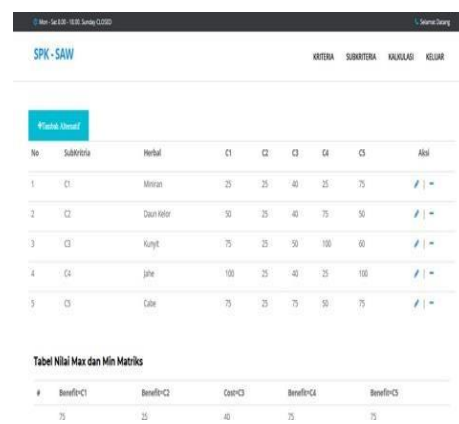 Mon - Sat 8.00 - 18.00. Sunday CLOSED
Selamat Datang
SPK - SAW
KRITERIA SUBKRITERIA KALKULASI KELUAR
Tambah Alternatif
No SubKritria Herbal C1 C2 C3 C4 C5 Aksi
1 C1 25 25 40 25 75
2 C2 Daun Kelor 50 25 40 75 50
3 C3 Kunyit 75 25 50 100 60
4 C4 Jahe 100 25 40 25 100
5 C5 Cabe 75 25 75 50 75
Tabel Nilai Max dan Min Matriks
# Benefit=C1 Benefit=C2 Cost=C3 Benefit=C4 Benefit=C5
75 25 40 75 75